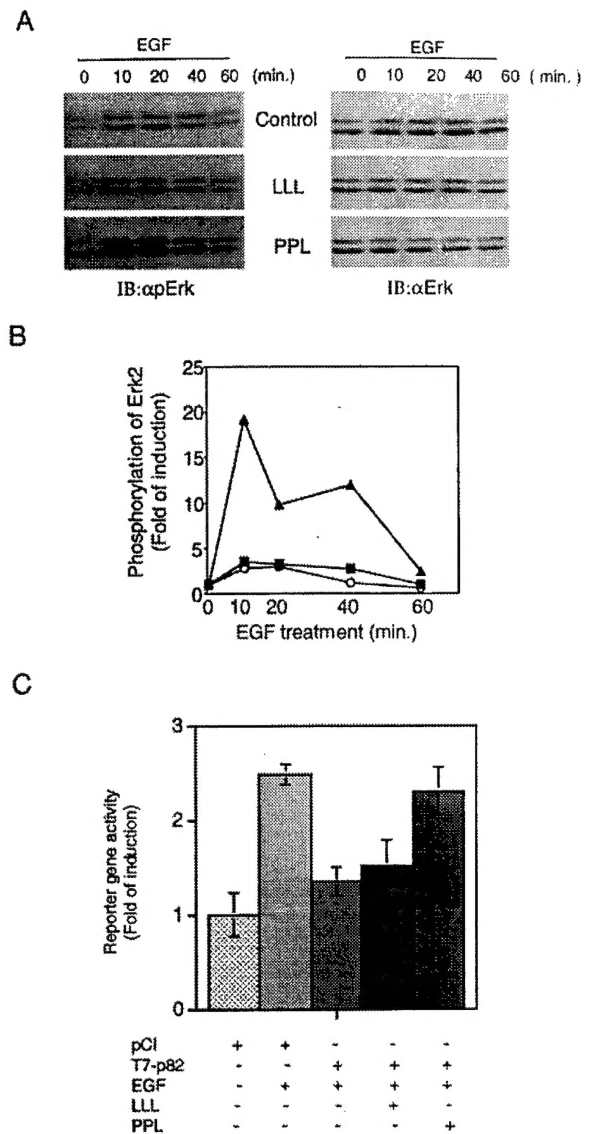 A
EGF
EGF
0 10 20 40 60 (min.)
0 10 20 40 60 (min.)
Control
LLL
PPL
IB:αpErk
IB:αErk
B
Phosphorylation of Erk2
(Fold of induction)
25
20
15
10
5
0
0 10 20 40 60
EGF treatment (min.)
C
Reporter gene activity
(Fold of induction)
3
2
1
0
pCI + + - - -
T7-p82 - - + + +
EGF - + + + +
LLL - - - + -
PPL - - - - +